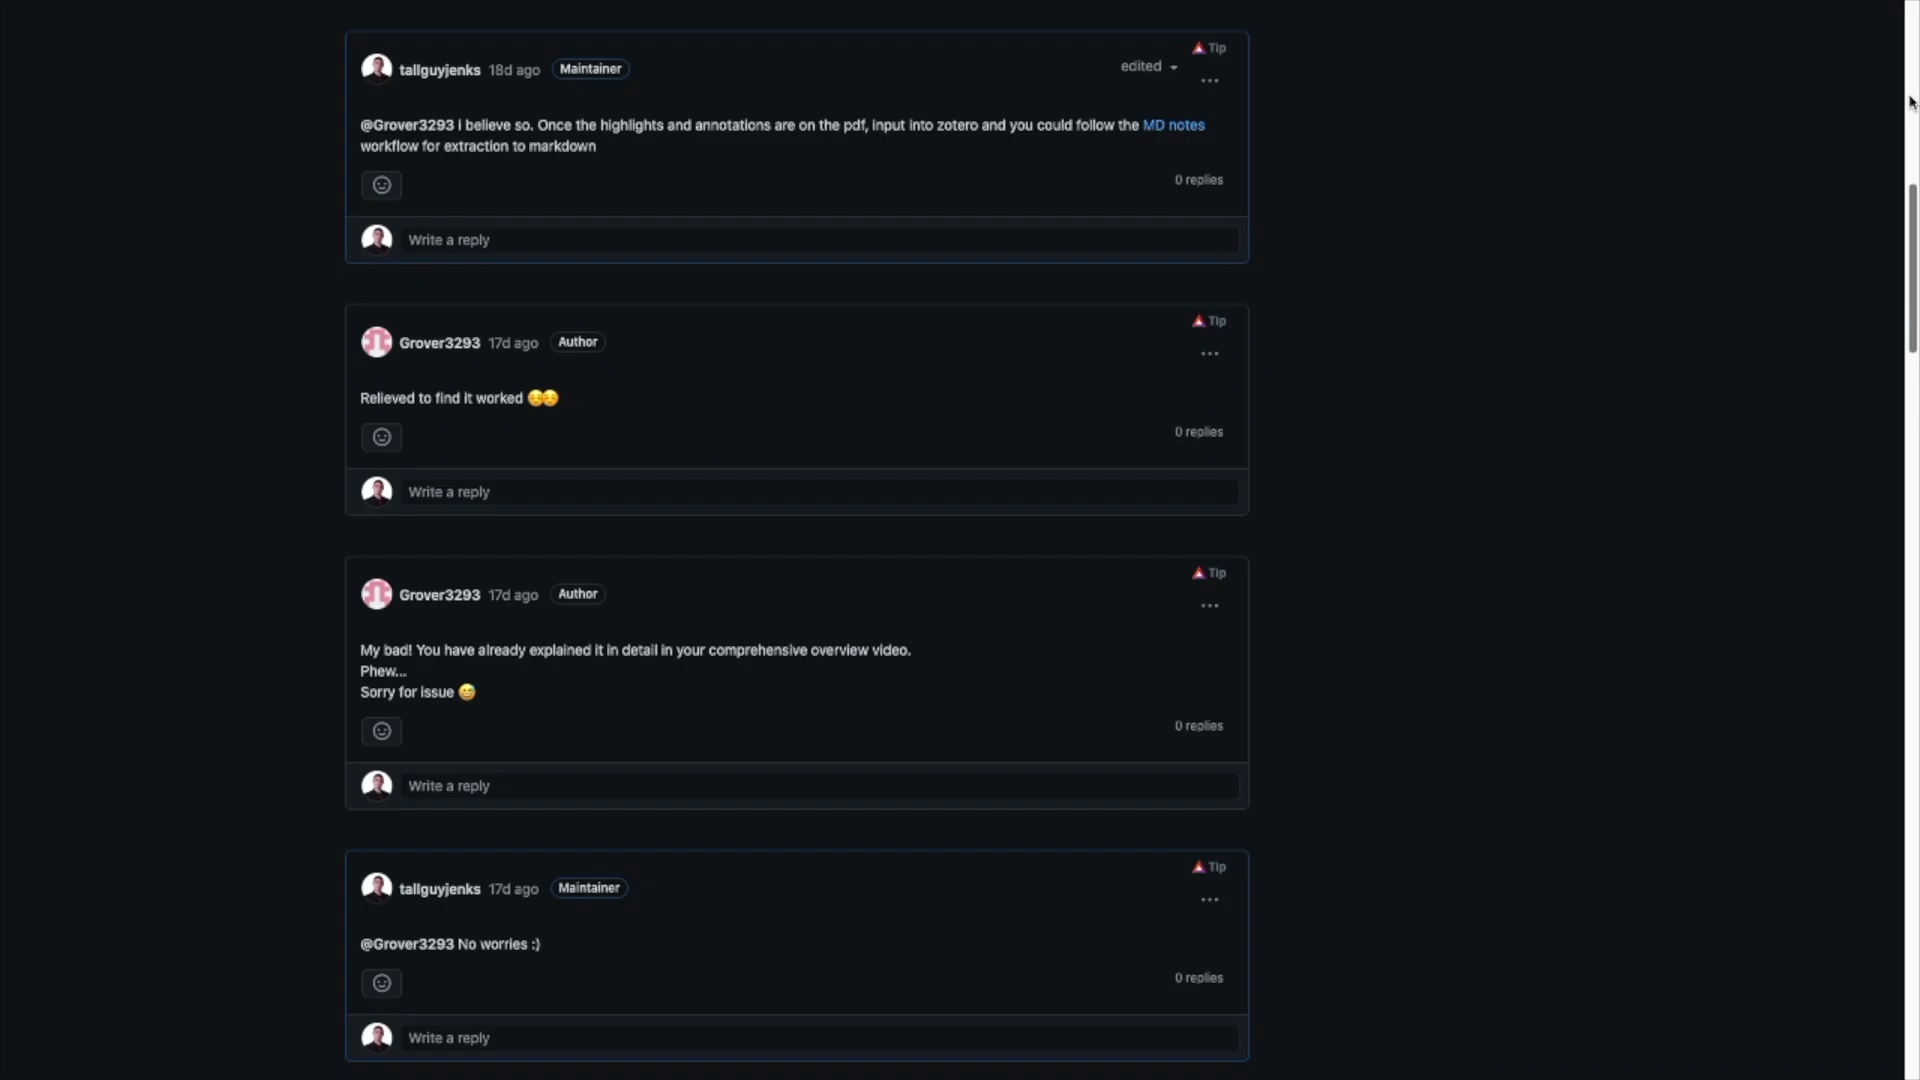 Tip
tallguyjenks 18d ago Maintainer edited
@Grover3293 i believe so. Once the highlights and annotations are on the pdf, input into zotero and you could follow the MD notes
workflow for extraction to markdown
0 replies
Write a reply
Tip
Grover3293 17d ago Author
Relieved to find it worked ☺️☺️
0 replies
Write a reply
Tip
Grover3293 17d ago Author
My bad! You have already explained it in detail in your comprehensive overview video.
Phew...
Sorry for issue 😅
0 replies
Write a reply
Tip
tallguyjenks 17d ago Maintainer
@Grover3293 No worries :)
0 replies
Write a reply